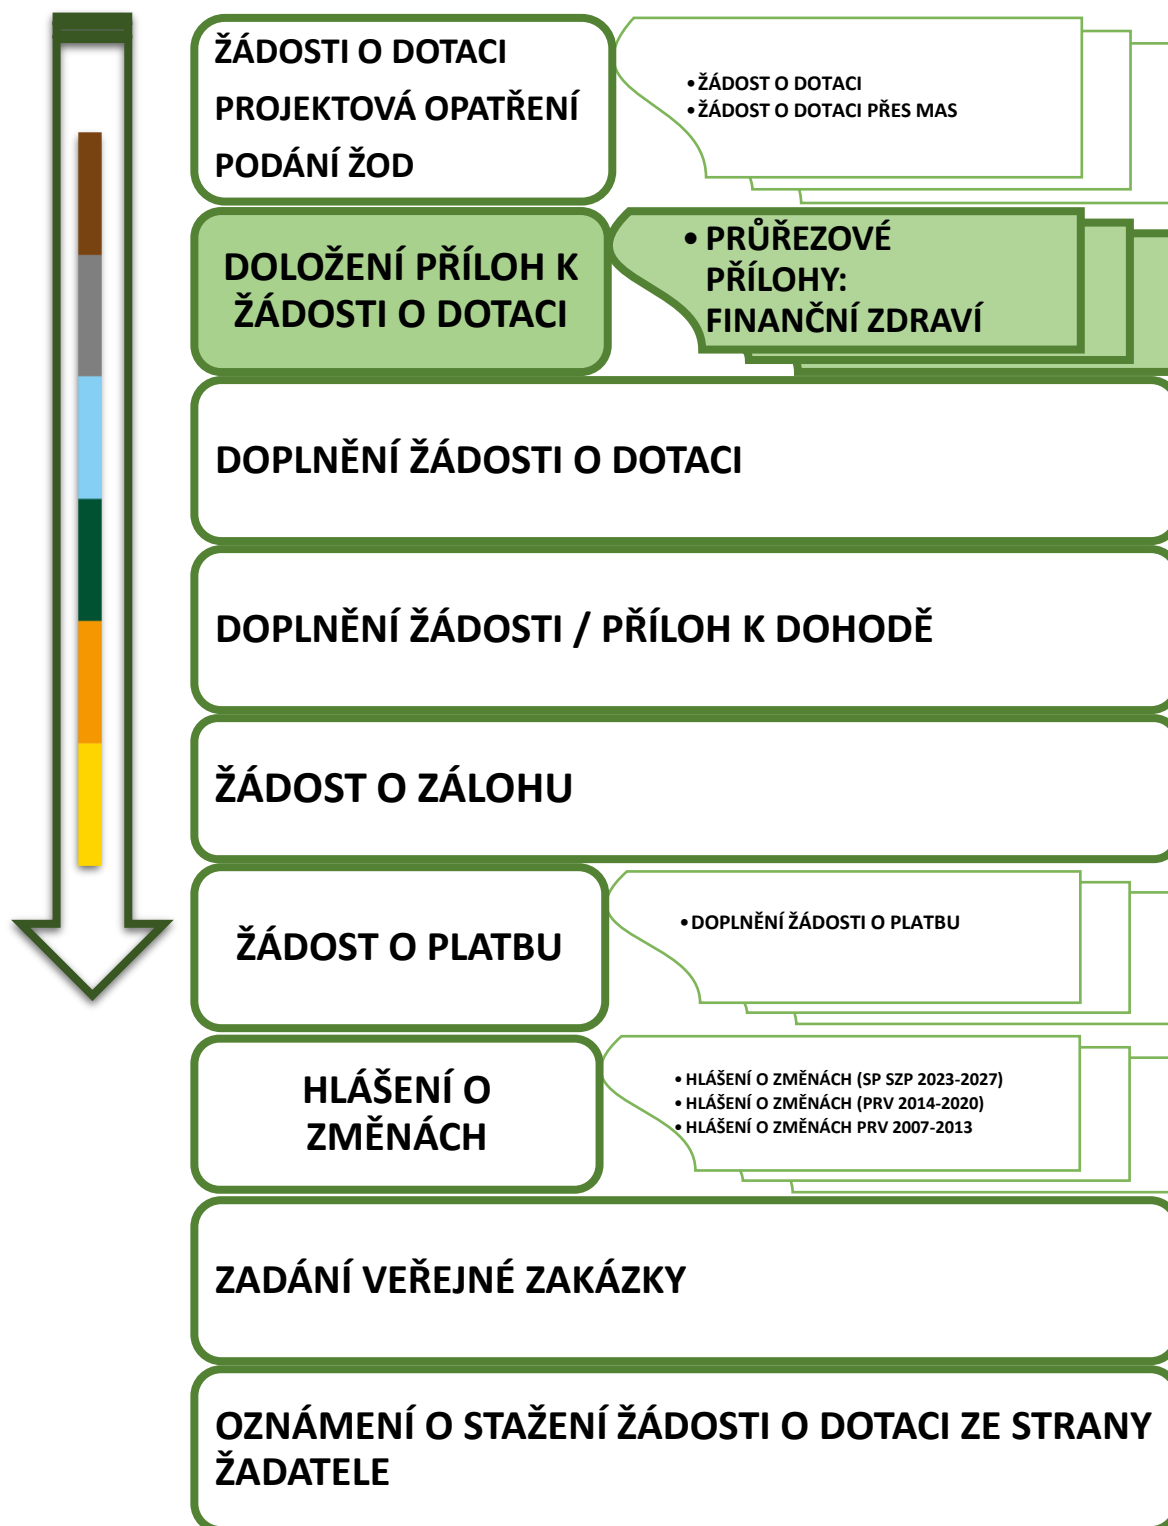 ŽÁDOSTI O DOTACI
PROJEKTOVÁ OPATŘENÍ
PODÁNÍ ŽOD
•ŽÁDOST O DOTACI
•ŽÁDOST O DOTACI PŘES MAS
DOLOŽENÍ PŘÍLOH K
ŽÁDOSTI O DOTACI
• PRŮŘEZOVÉ
PŘÍLOHY:
FINANČNÍ ZDRAVÍ
DOPLNĚNÍ ŽÁDOSTI O DOTACI
DOPLNĚNÍ ŽÁDOSTI / PŘÍLOH K DOHODĚ
ŽÁDOST O ZÁLOHU
ŽÁDOST O PLATBU
•DOPLNĚNÍ ŽÁDOSTI O PLATBU
HLÁŠENÍ O
ZMĚNÁCH
• HLÁŠENÍ O ZMĚNÁCH (SP SZP 2023-2027)
• HLÁŠENÍ O ZMĚNÁCH (PRV 2014-2020)
• HLÁŠENÍ O ZMĚNÁCH PRV 2007-2013
ZADÁNÍ VEŘEJNÉ ZAKÁZKY
OZNÁMENÍ O STAŽENÍ ŽÁDOSTI O DOTACI ZE STRANY
ŽADATELE